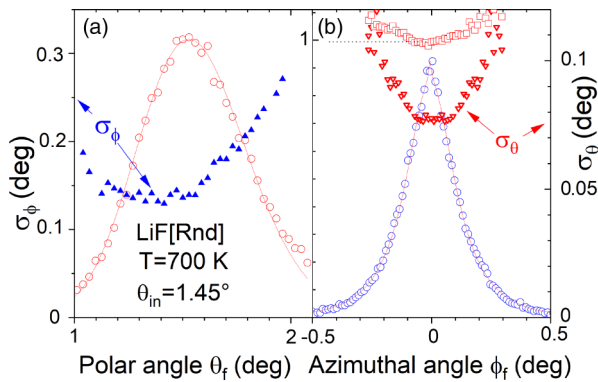 (a)
(b)
0.3
0.2
0.1
0
σϕ (deg)
σϕ
LiF[Rnd]
T=700 K
θin=1.45°
1
2
Polar angle θf (deg)
1
0.1
0.05
0
σθ (deg)
σθ
-0.5
0
0.5
Azimuthal angle ϕf (deg)